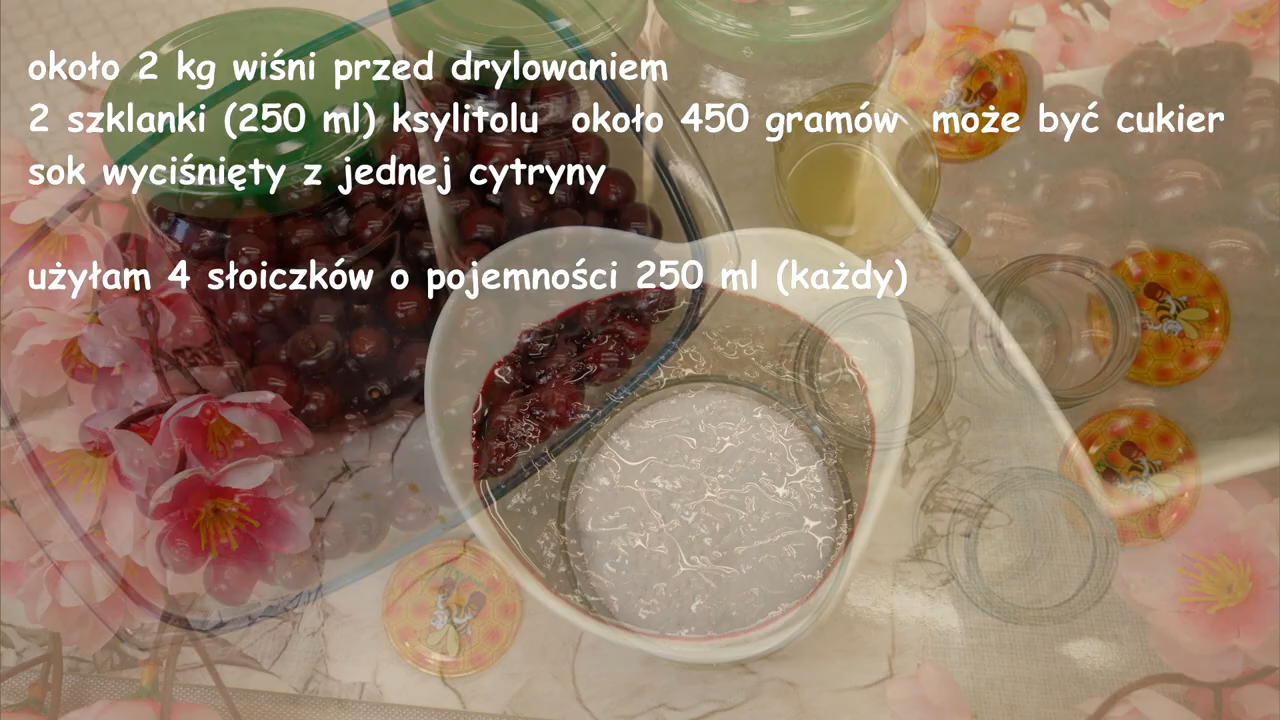 około 2 kg wiśni przed drylowaniem
2 szklanki (250 ml) ksylitolu około 450 gramów może być cukier
sok wyciśnięty z jednej cytryny
użyłam 4 słoiczków o pojemności 250 ml (każdy)